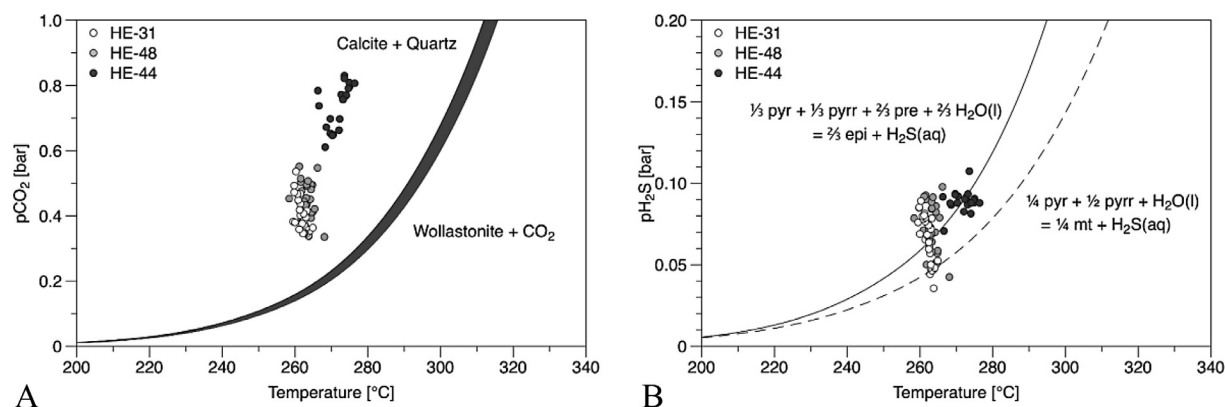 1.0
0.8
0.6
0.4
0.2
0
pCO₂ [bar]
HE-31
HE-48
HE-44
Calcite + Quartz
Wollastonite + CO₂
200 220 240 260 280 300 320 340
Temperature [°C]
A
0.20
0.15
0.10
0.05
0
pH₂S [bar]
HE-31
HE-48
HE-44
⅓ pyr + ⅓ pyrr + ⅔ pre + ⅔ H₂O(l)
= ⅔ epi + H₂S(aq)
¼ pyr + ½ pyrr + H₂O(l)
= ¼ mt + H₂S(aq)
200 220 240 260 280 300 320 340
Temperature [°C]
B